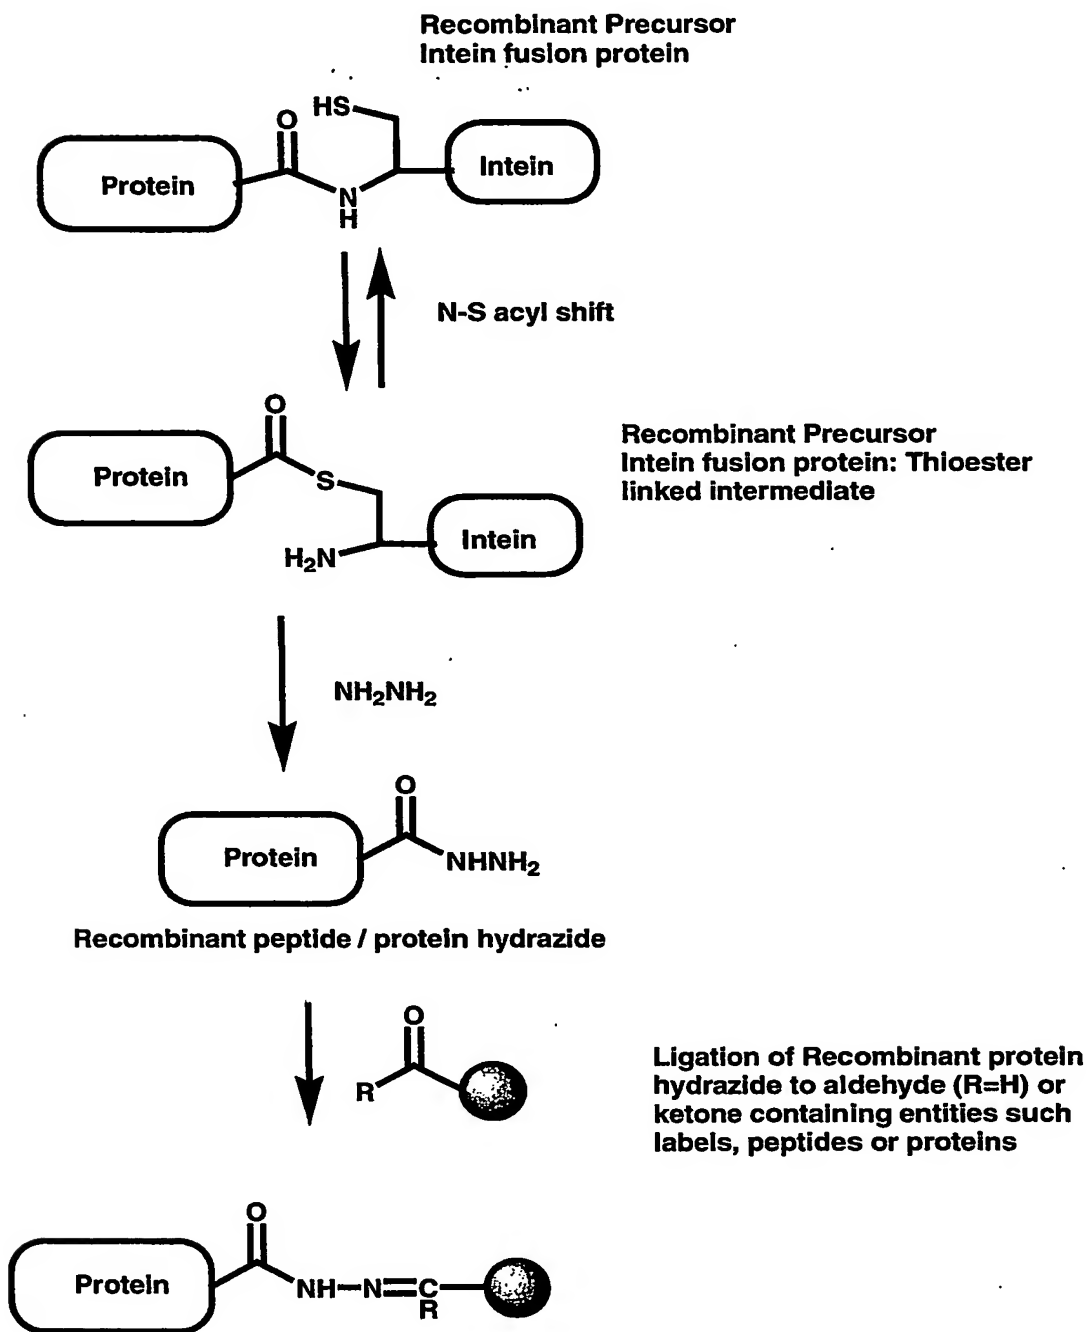 Recombinant Precursor
Intein fusion protein
HS
O
Protein
Intein
N
H
N-S acyl shift
O
Recombinant Precursor
Intein fusion protein: Thioester
linked intermediate
Protein
S
H₂N
Intein
NH₂NH₂
O
Protein
NHNH₂
Recombinant peptide / protein hydrazide
O
R
Ligation of Recombinant protein
hydrazide to aldehyde (R=H) or
ketone containing entities such
labels, peptides or proteins
O
Protein
NH–N=C
R